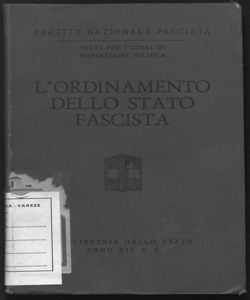 PARTITO NAZIONALE FASCISTA
TESTI PER I CORSI DI
PREPARAZIONE POLITICA
L'ORDINAMENTO
DELLO STATO
FASCISTA
A - VARESE
LIBRERIA DELLO STATO
ANNO XIV E. F.